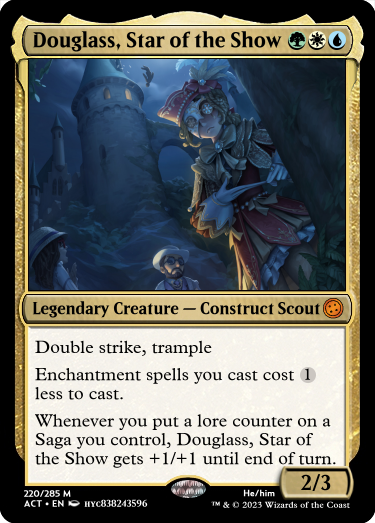 Douglass, Star of the Show
Legendary Creature — Construct Scout
Double strike, trample
Enchantment spells you cast cost 1
less to cast.
Whenever you put a lore counter on a
Saga you control, Douglass, Star of
the Show gets +1/+1 until end of turn.
2/3
220/285 M
He/him
ACT • EN HYC838243596
™ & © 2023 Wizards of the Coast